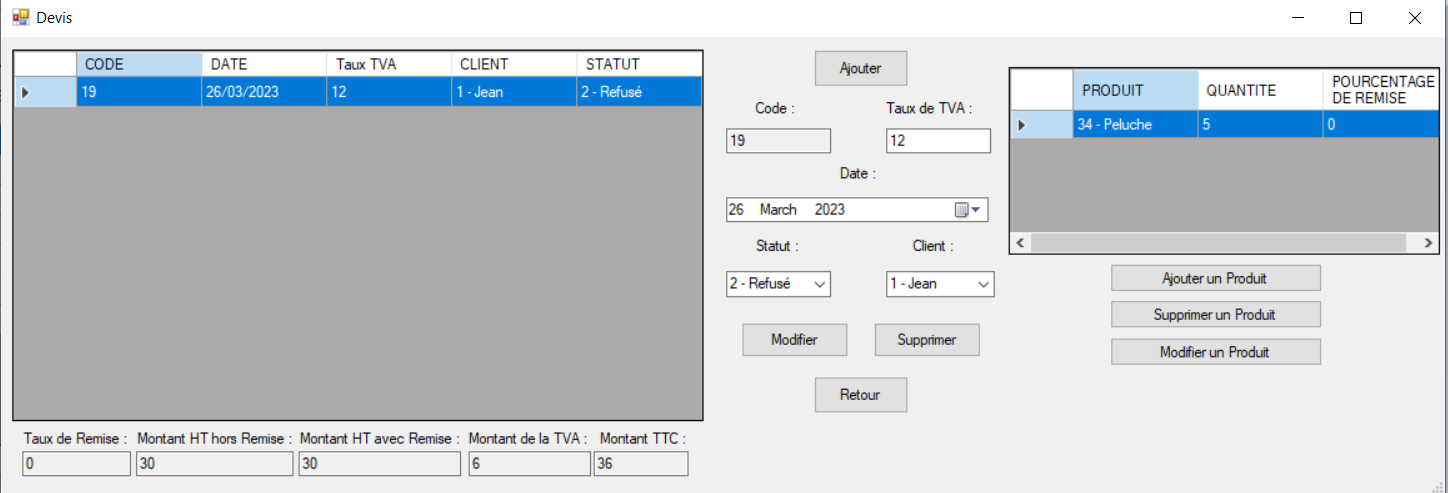 Devis
CODE DATE Taux TVA CLIENT STATUT
19 26/03/2023 12 1 - Jean 2 - Refusé
Ajouter
Code : Taux de TVA :
19 12
Date :
26 March 2023
Statut : Client :
2 - Refusé 1 - Jean
Modifier Supprimer
Retour
PRODUIT QUANTITE POURCENTAGE
DE REMISE
34 - Peluche 5 0
Ajouter un Produit
Supprimer un Produit
Modifier un Produit
Taux de Remise : Montant HT hors Remise : Montant HT avec Remise : Montant de la TVA : Montant TTC :
0 30 30 6 36